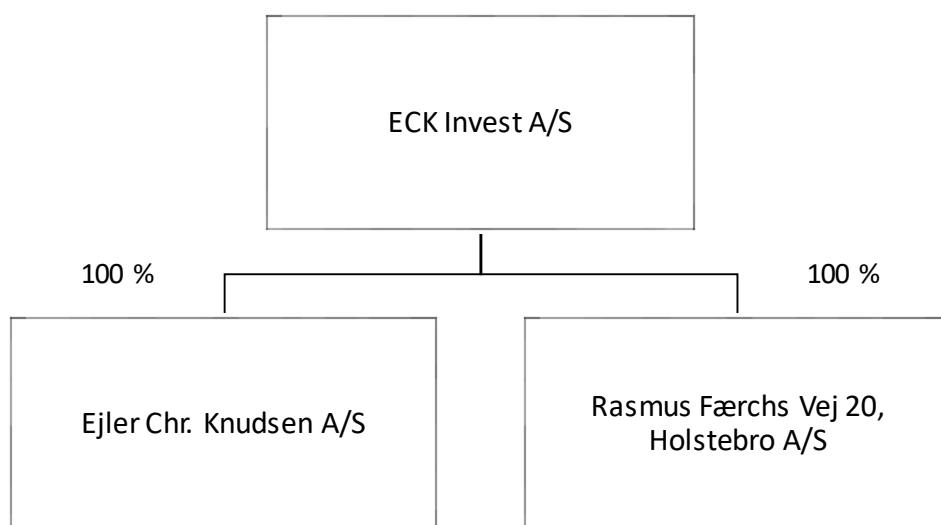 ECK Invest A/S
100 %
100 %
Ejler Chr. Knudsen A/S
Rasmus Færchs Vej 20,
Holstebro A/S